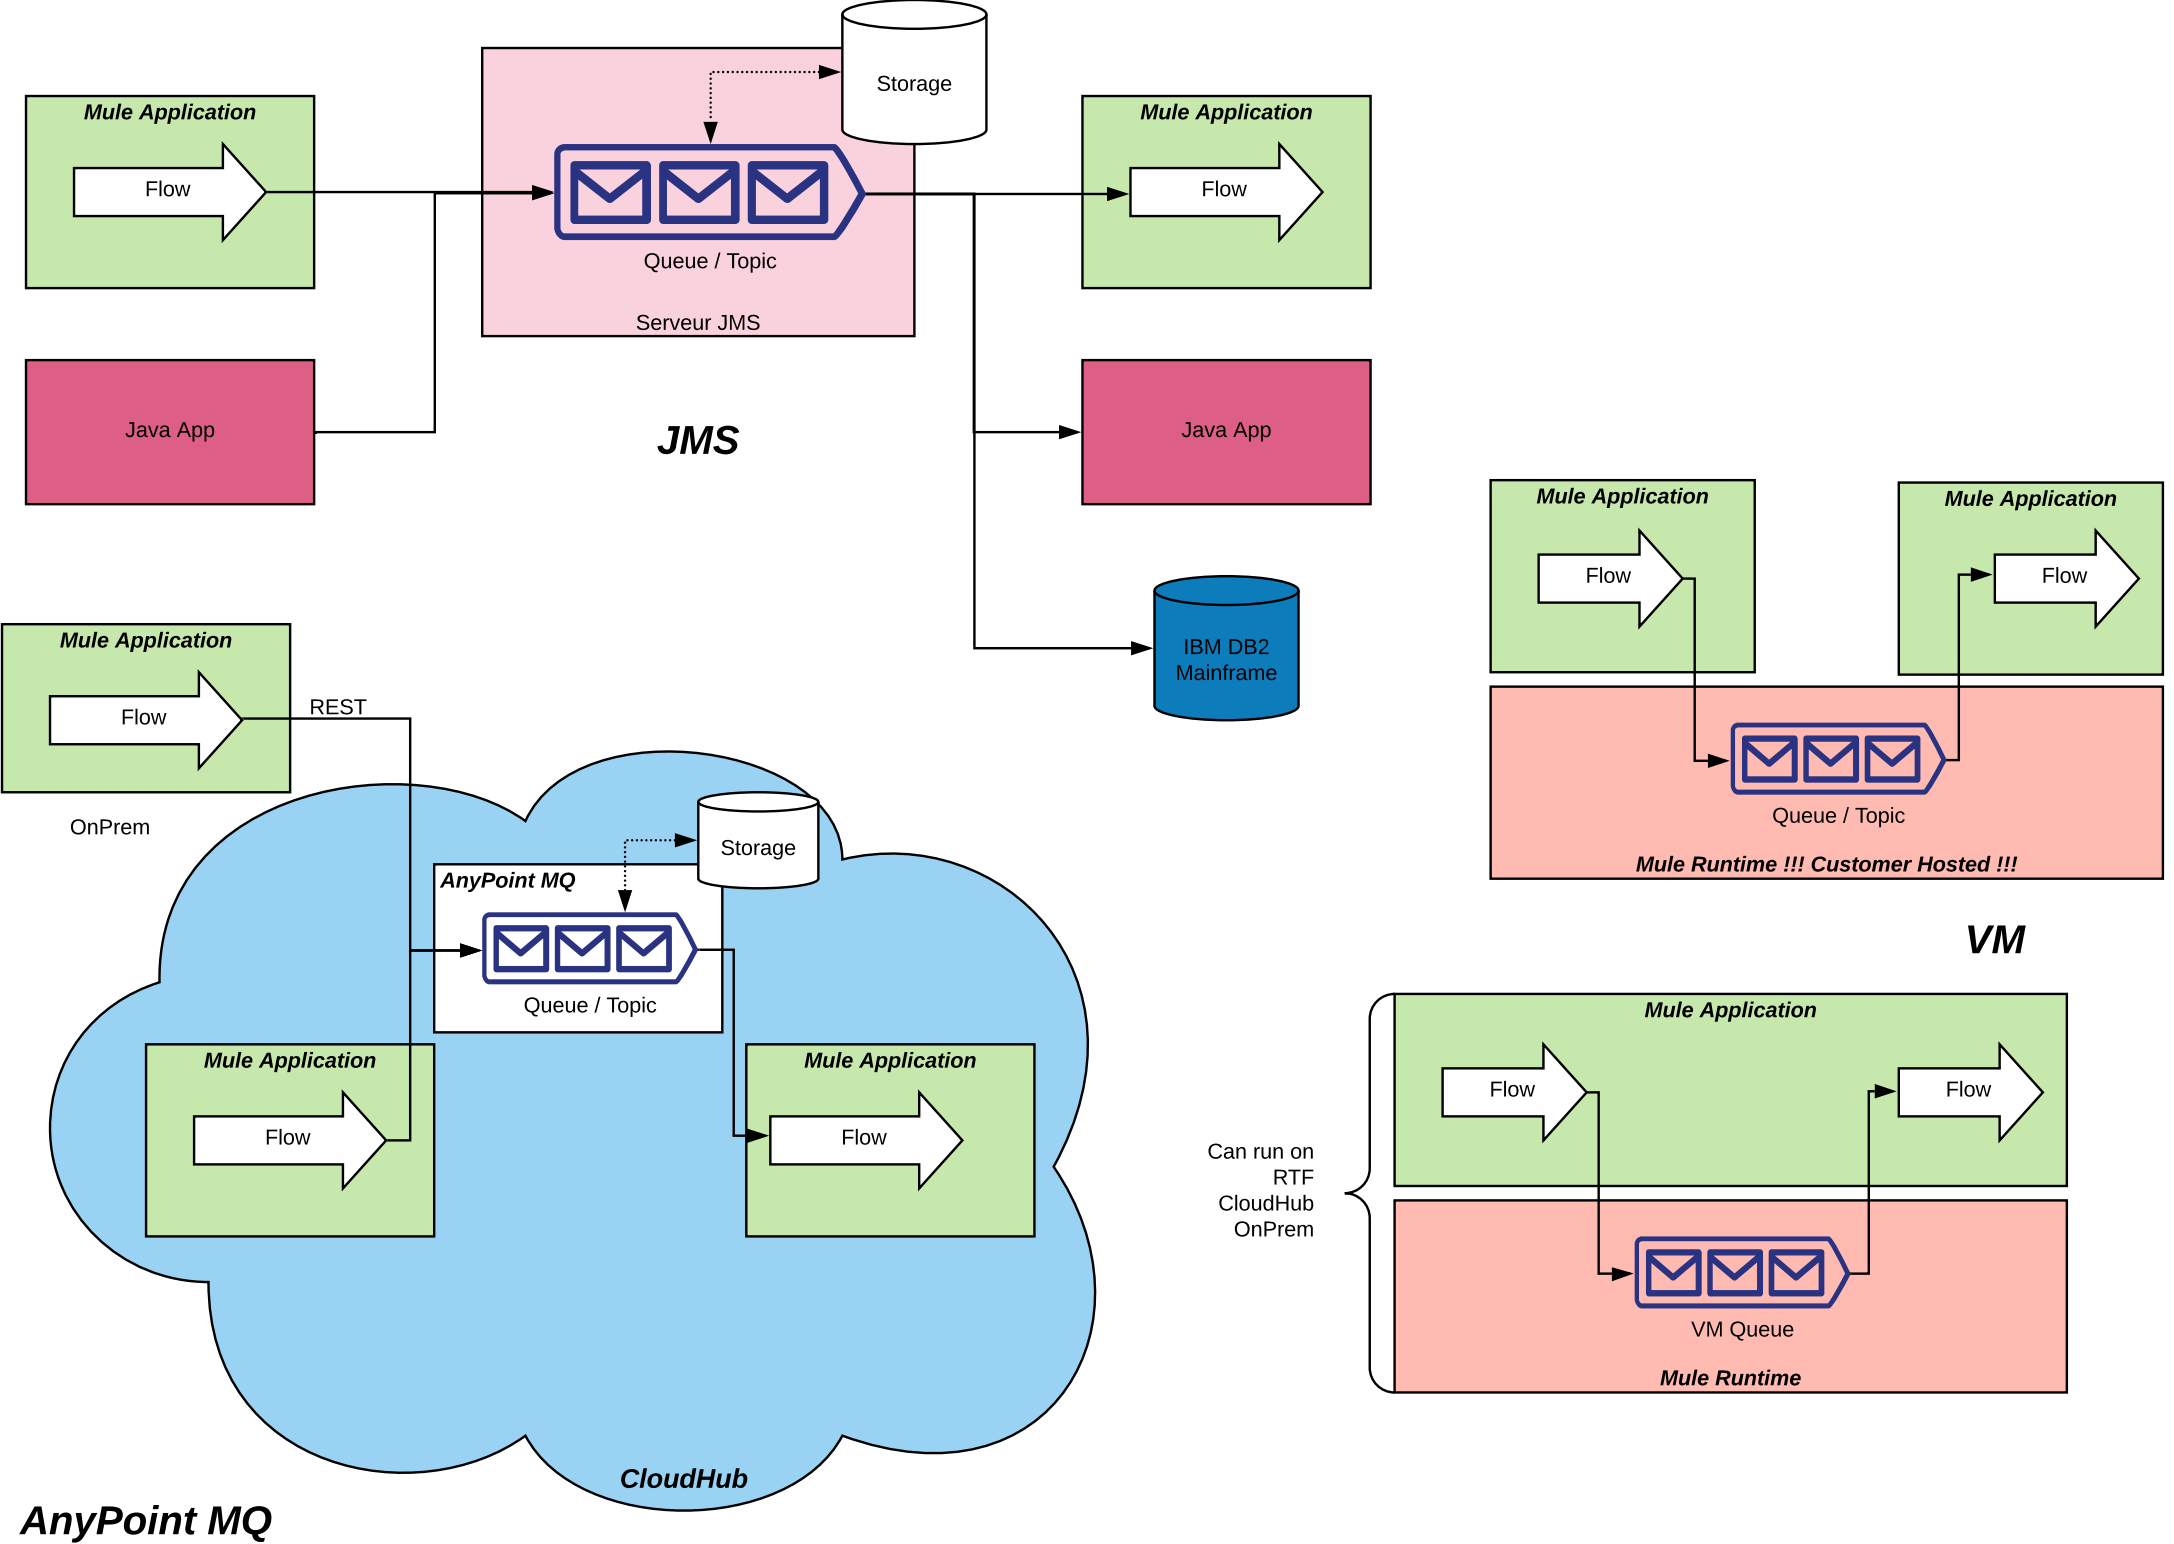 Storage
Mule Application
Flow
Queue / Topic
Serveur JMS
Mule Application
Flow
Java App
JMS
Java App
IBM DB2
Mainframe
Mule Application
Flow
REST
OnPrem
Storage
AnyPoint MQ
Queue / Topic
Mule Application
Flow
Mule Application
Flow
CloudHub
AnyPoint MQ
Mule Application
Flow
Mule Application
Flow
Queue / Topic
Mule Runtime !!! Customer Hosted !!!
VM
Mule Application
Flow
Flow
Can run on
RTF
CloudHub
OnPrem
VM Queue
Mule Runtime